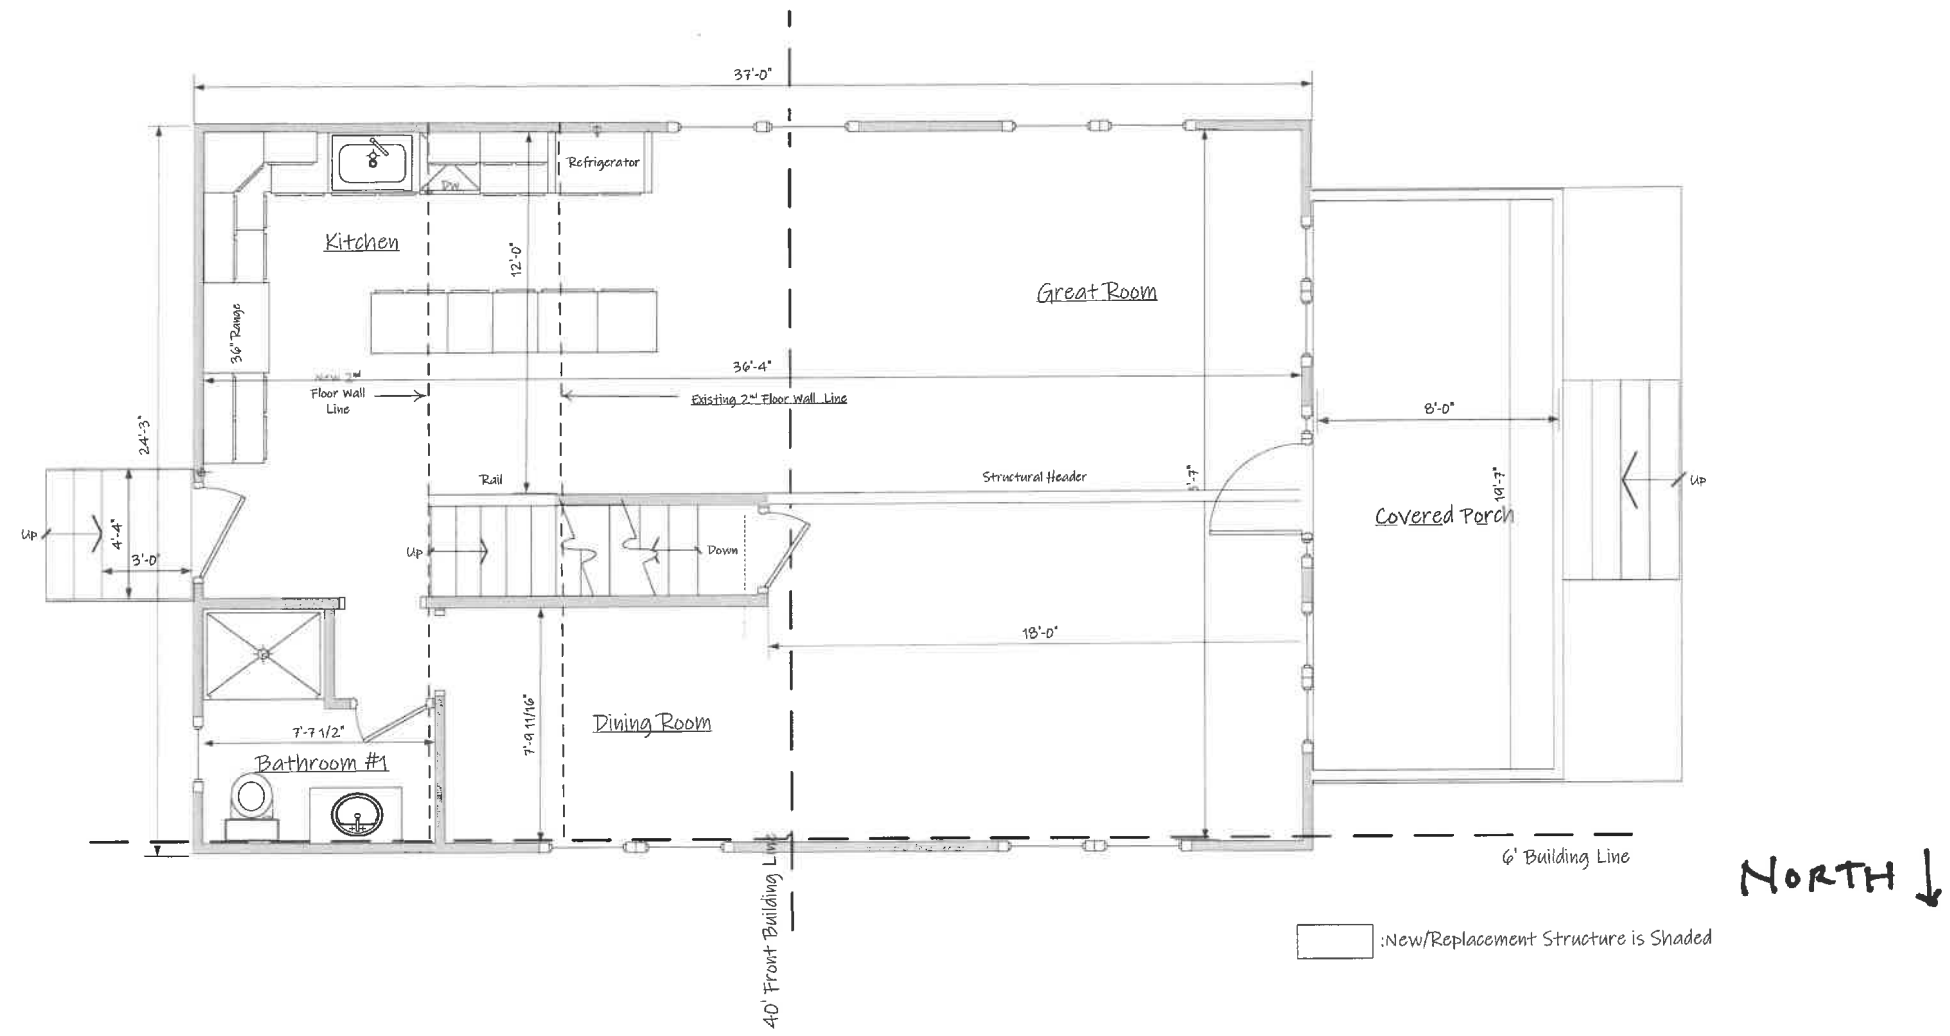 37'-0"
Refrigerator
DW
Kitchen
12'-0"
Great Room
36" Range
36'-4"
New 2nd
Floor Wall
Line
Existing 2nd Floor Wall Line
24'-3"
8'-0"
Rail
Structural Header
19'-7"
Up
Covered Porch
Up
4'-4"
3'-0"
Up
Down
18'-0"
7'-9 11/16"
Dining Room
7'-7 1/2"
Bathroom #1
40' Front Building Line
6' Building Line
NORTH
:New/Replacement Structure is Shaded